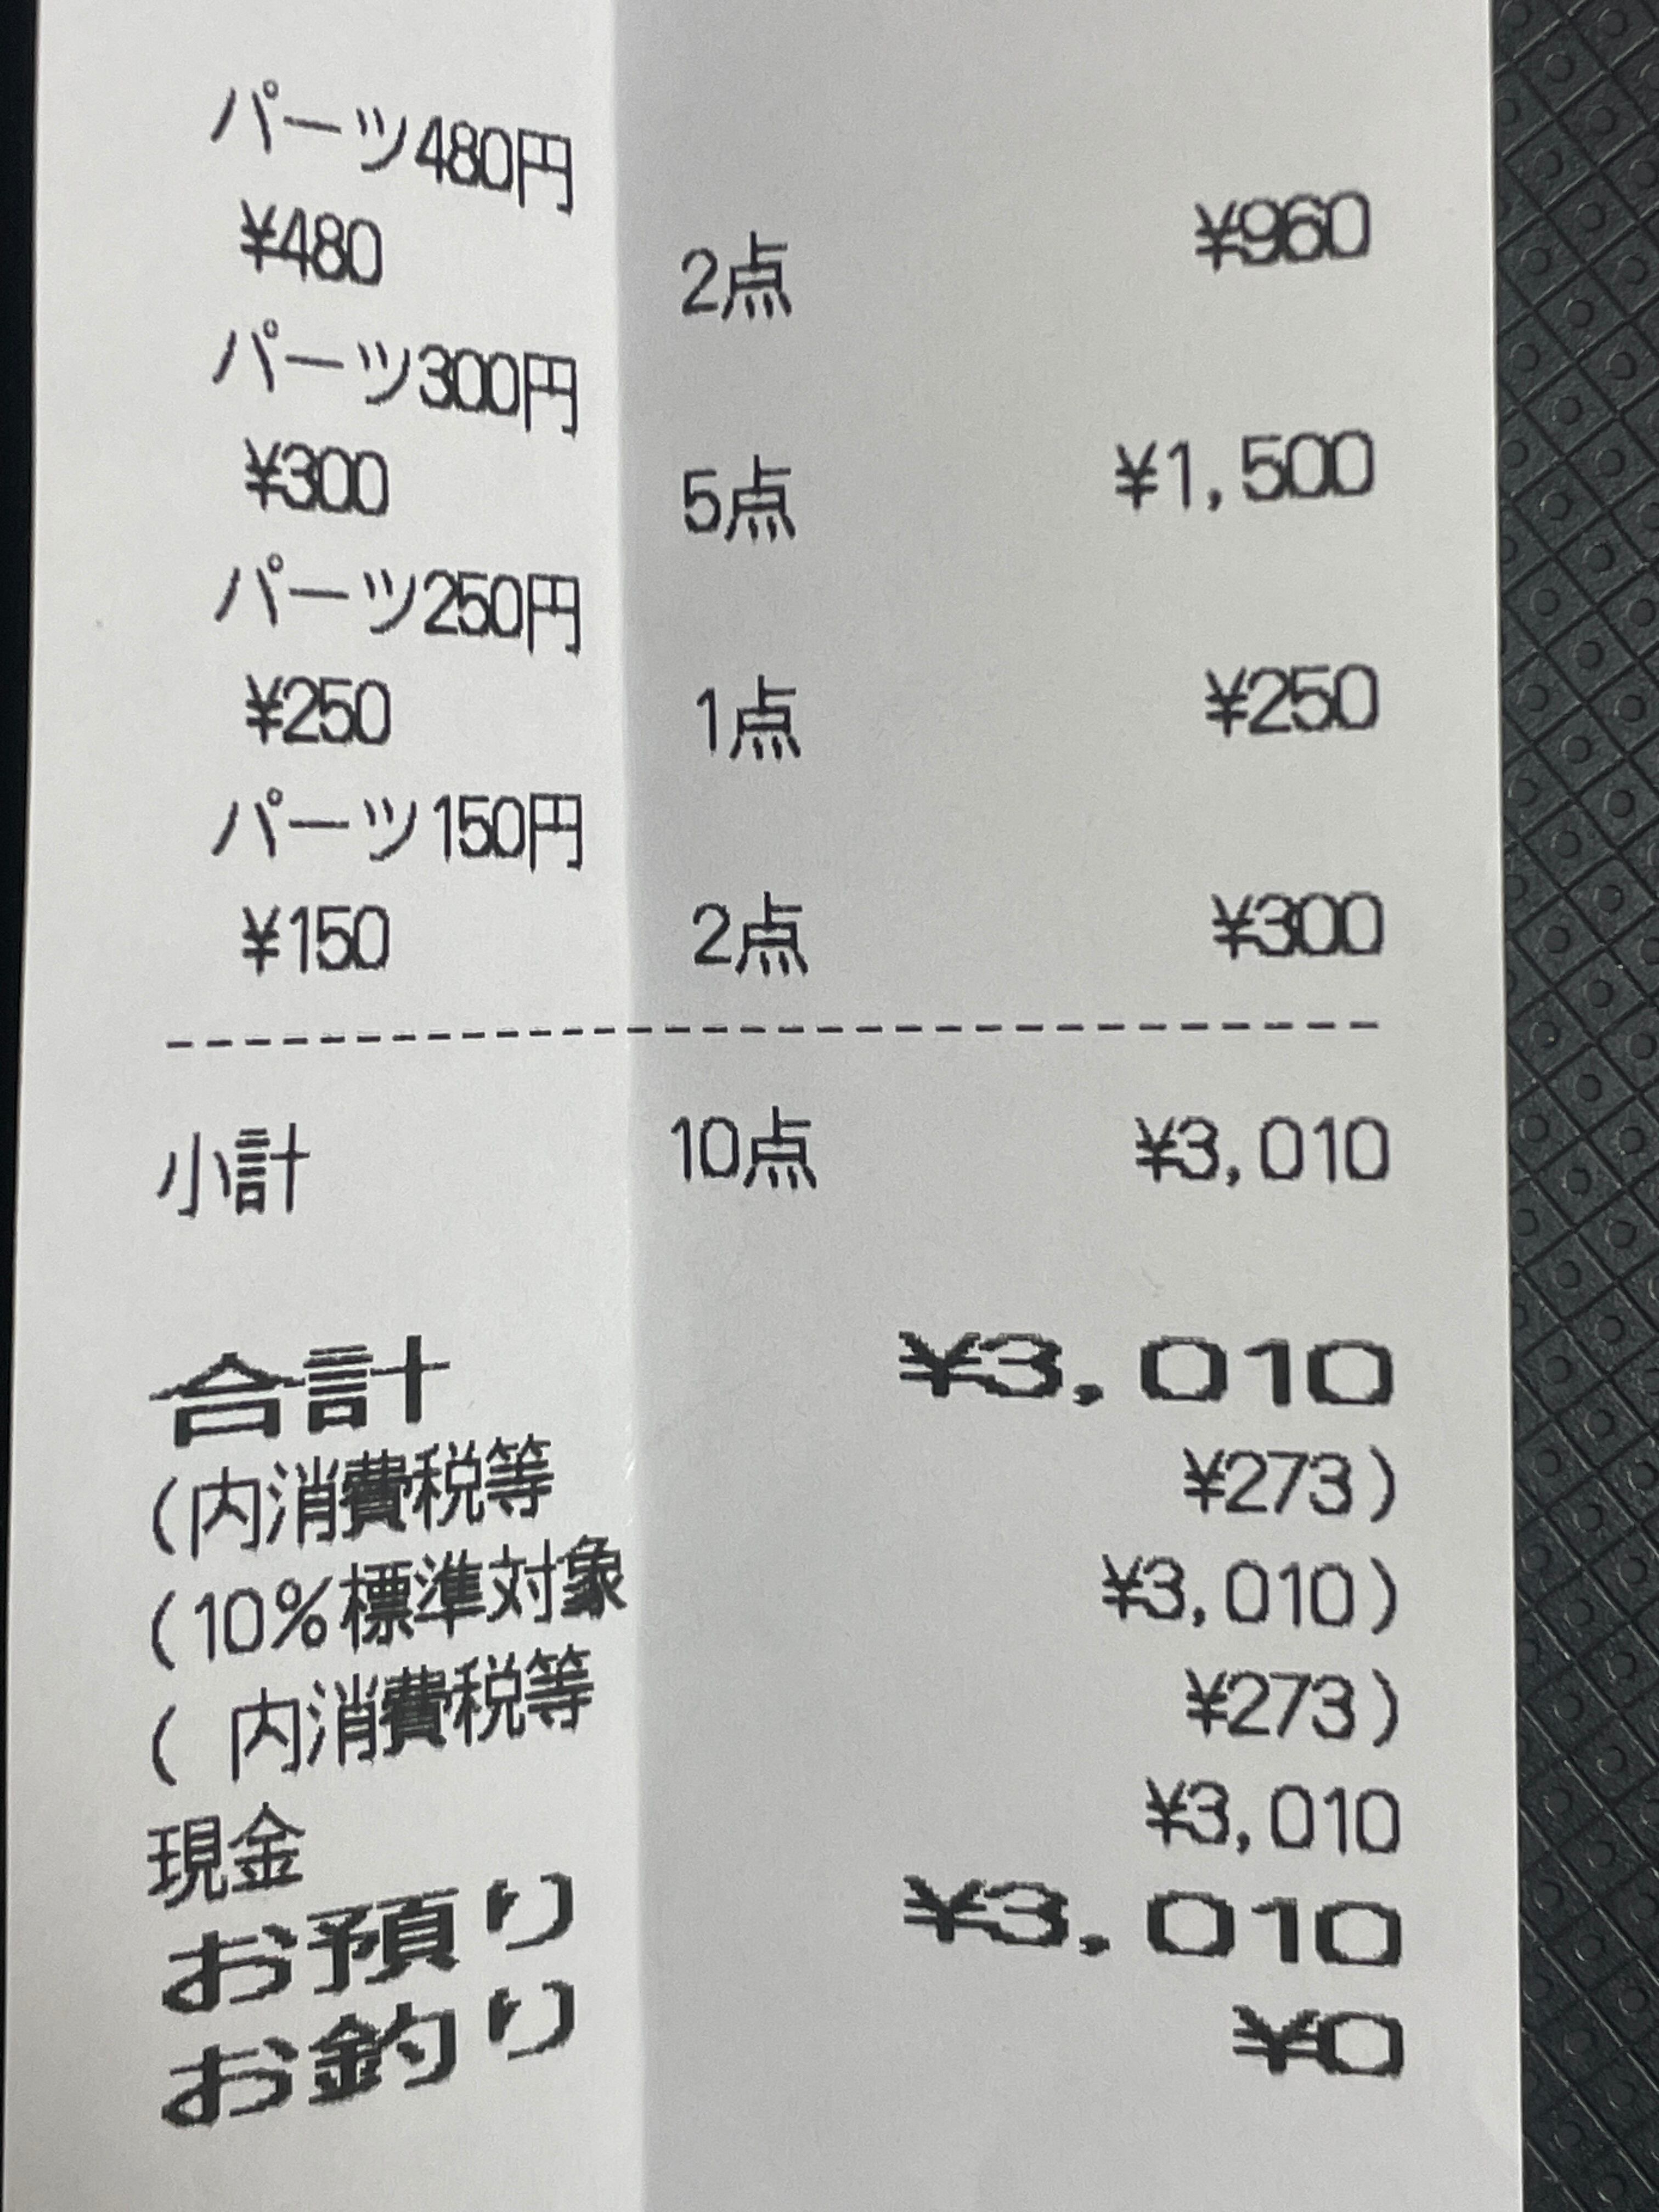 パーツ480円
¥480 2点 ¥960
パーツ300円
¥300 5点 ¥1,500
パーツ250円
¥250 1点 ¥250
パーツ150円
¥150 2点 ¥300
小計 10点 ¥3,010
合計 ¥3,010
(内消費税等 ¥273)
(10%標準対象 ¥3,010)
( 内消費税等 ¥273)
現金 ¥3,010
お預り ¥3,010
お釣り ¥0